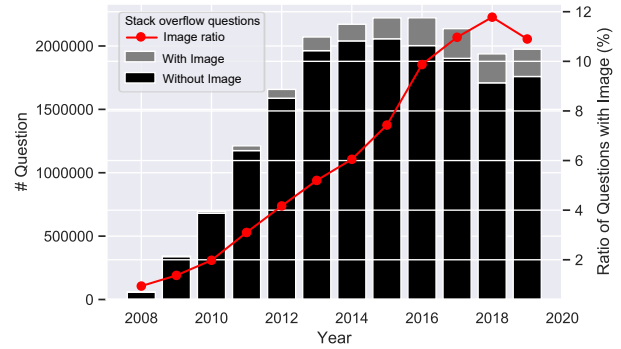 Stack overflow questions
Image ratio
With Image
Without Image
# Question
2000000
1500000
1000000
500000
0
12
10
8
6
4
2
Ratio of Questions with Image (%)
2008
2010
2012
2014
2016
2018
2020
Year